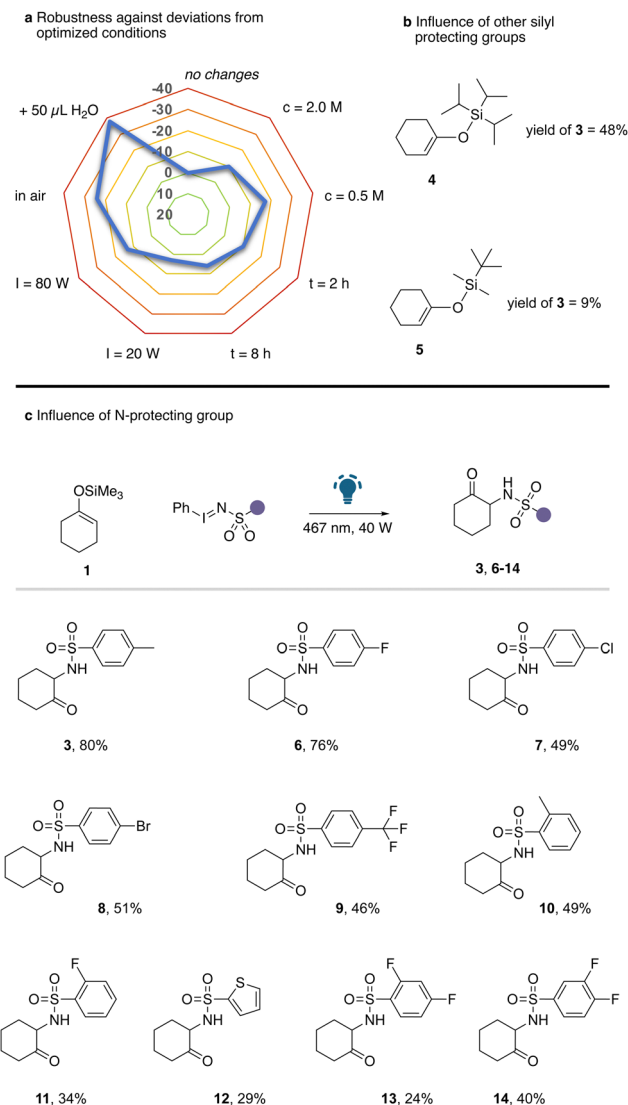 a Robustness against deviations from
optimized conditions
no changes
-40
-30
-20
-10
0
10
20
+ 50 µL H2O
c = 2.0 M
in air
c = 0.5 M
I = 80 W
t = 2 h
I = 20 W
t = 8 h
b Influence of other silyl
protecting groups
Si
O
yield of 3 = 48%
4
Si
O
yield of 3 = 9%
5
c Influence of N-protecting group
OSiMe3
1
Ph
I
N
S
O O
467 nm, 40 W
O
H
N
O
S
O
3, 6-14
O
O S
NH
O
3, 80%
O
O S
F
NH
O
6, 76%
O
O S
Cl
NH
O
7, 49%
O
O S
Br
NH
O
8, 51%
O
O S
F
F
F
NH
O
9, 46%
O
O S
NH
O
10, 49%
F
O
O S
NH
O
11, 34%
O
S
O S
NH
O
12, 29%
F
O
O S
F
NH
O
13, 24%
F
O
O S
F
NH
O
14, 40%